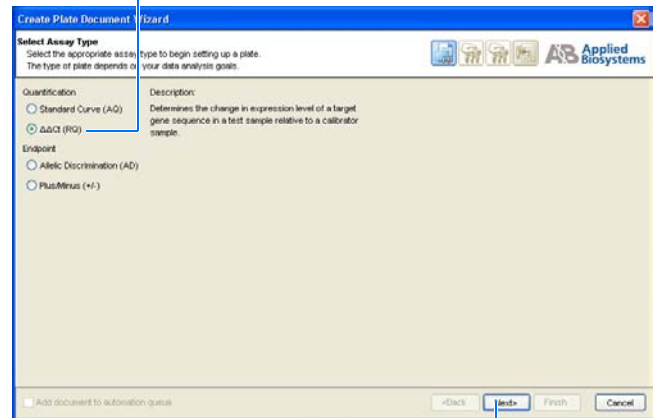 Create Plate Document Wizard
Select Assay Type
Select the appropriate assay type to begin setting up a plate.
The type of plate depends on your data analysis goals.
AB Applied Biosystems
Quantification
Description:
Standard Curve (AQ)
Determines the change in expression level of a target
gene sequence in a test sample relative to a calibrator
sample.
ΔΔCt (RQ)
Endpoint
Allelic Discrimination (AD)
Plus/Minus (+/-)
Add document to automation queue
<Back
Next>
Finish
Cancel